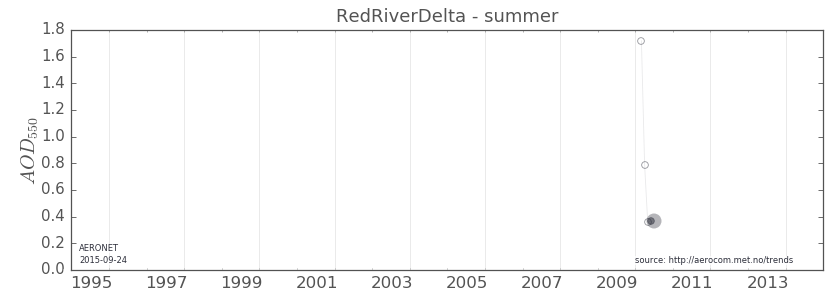 RedRiverDelta - summer
1.8
1.6
1.4
1.2
1.0
0.8
0.6
0.4
0.2
0.0
AOD550
AERONET
2015-09-24
source: http://aerocom.met.no/trends
1995 1997 1999 2001 2003 2005 2007 2009 2011 2013